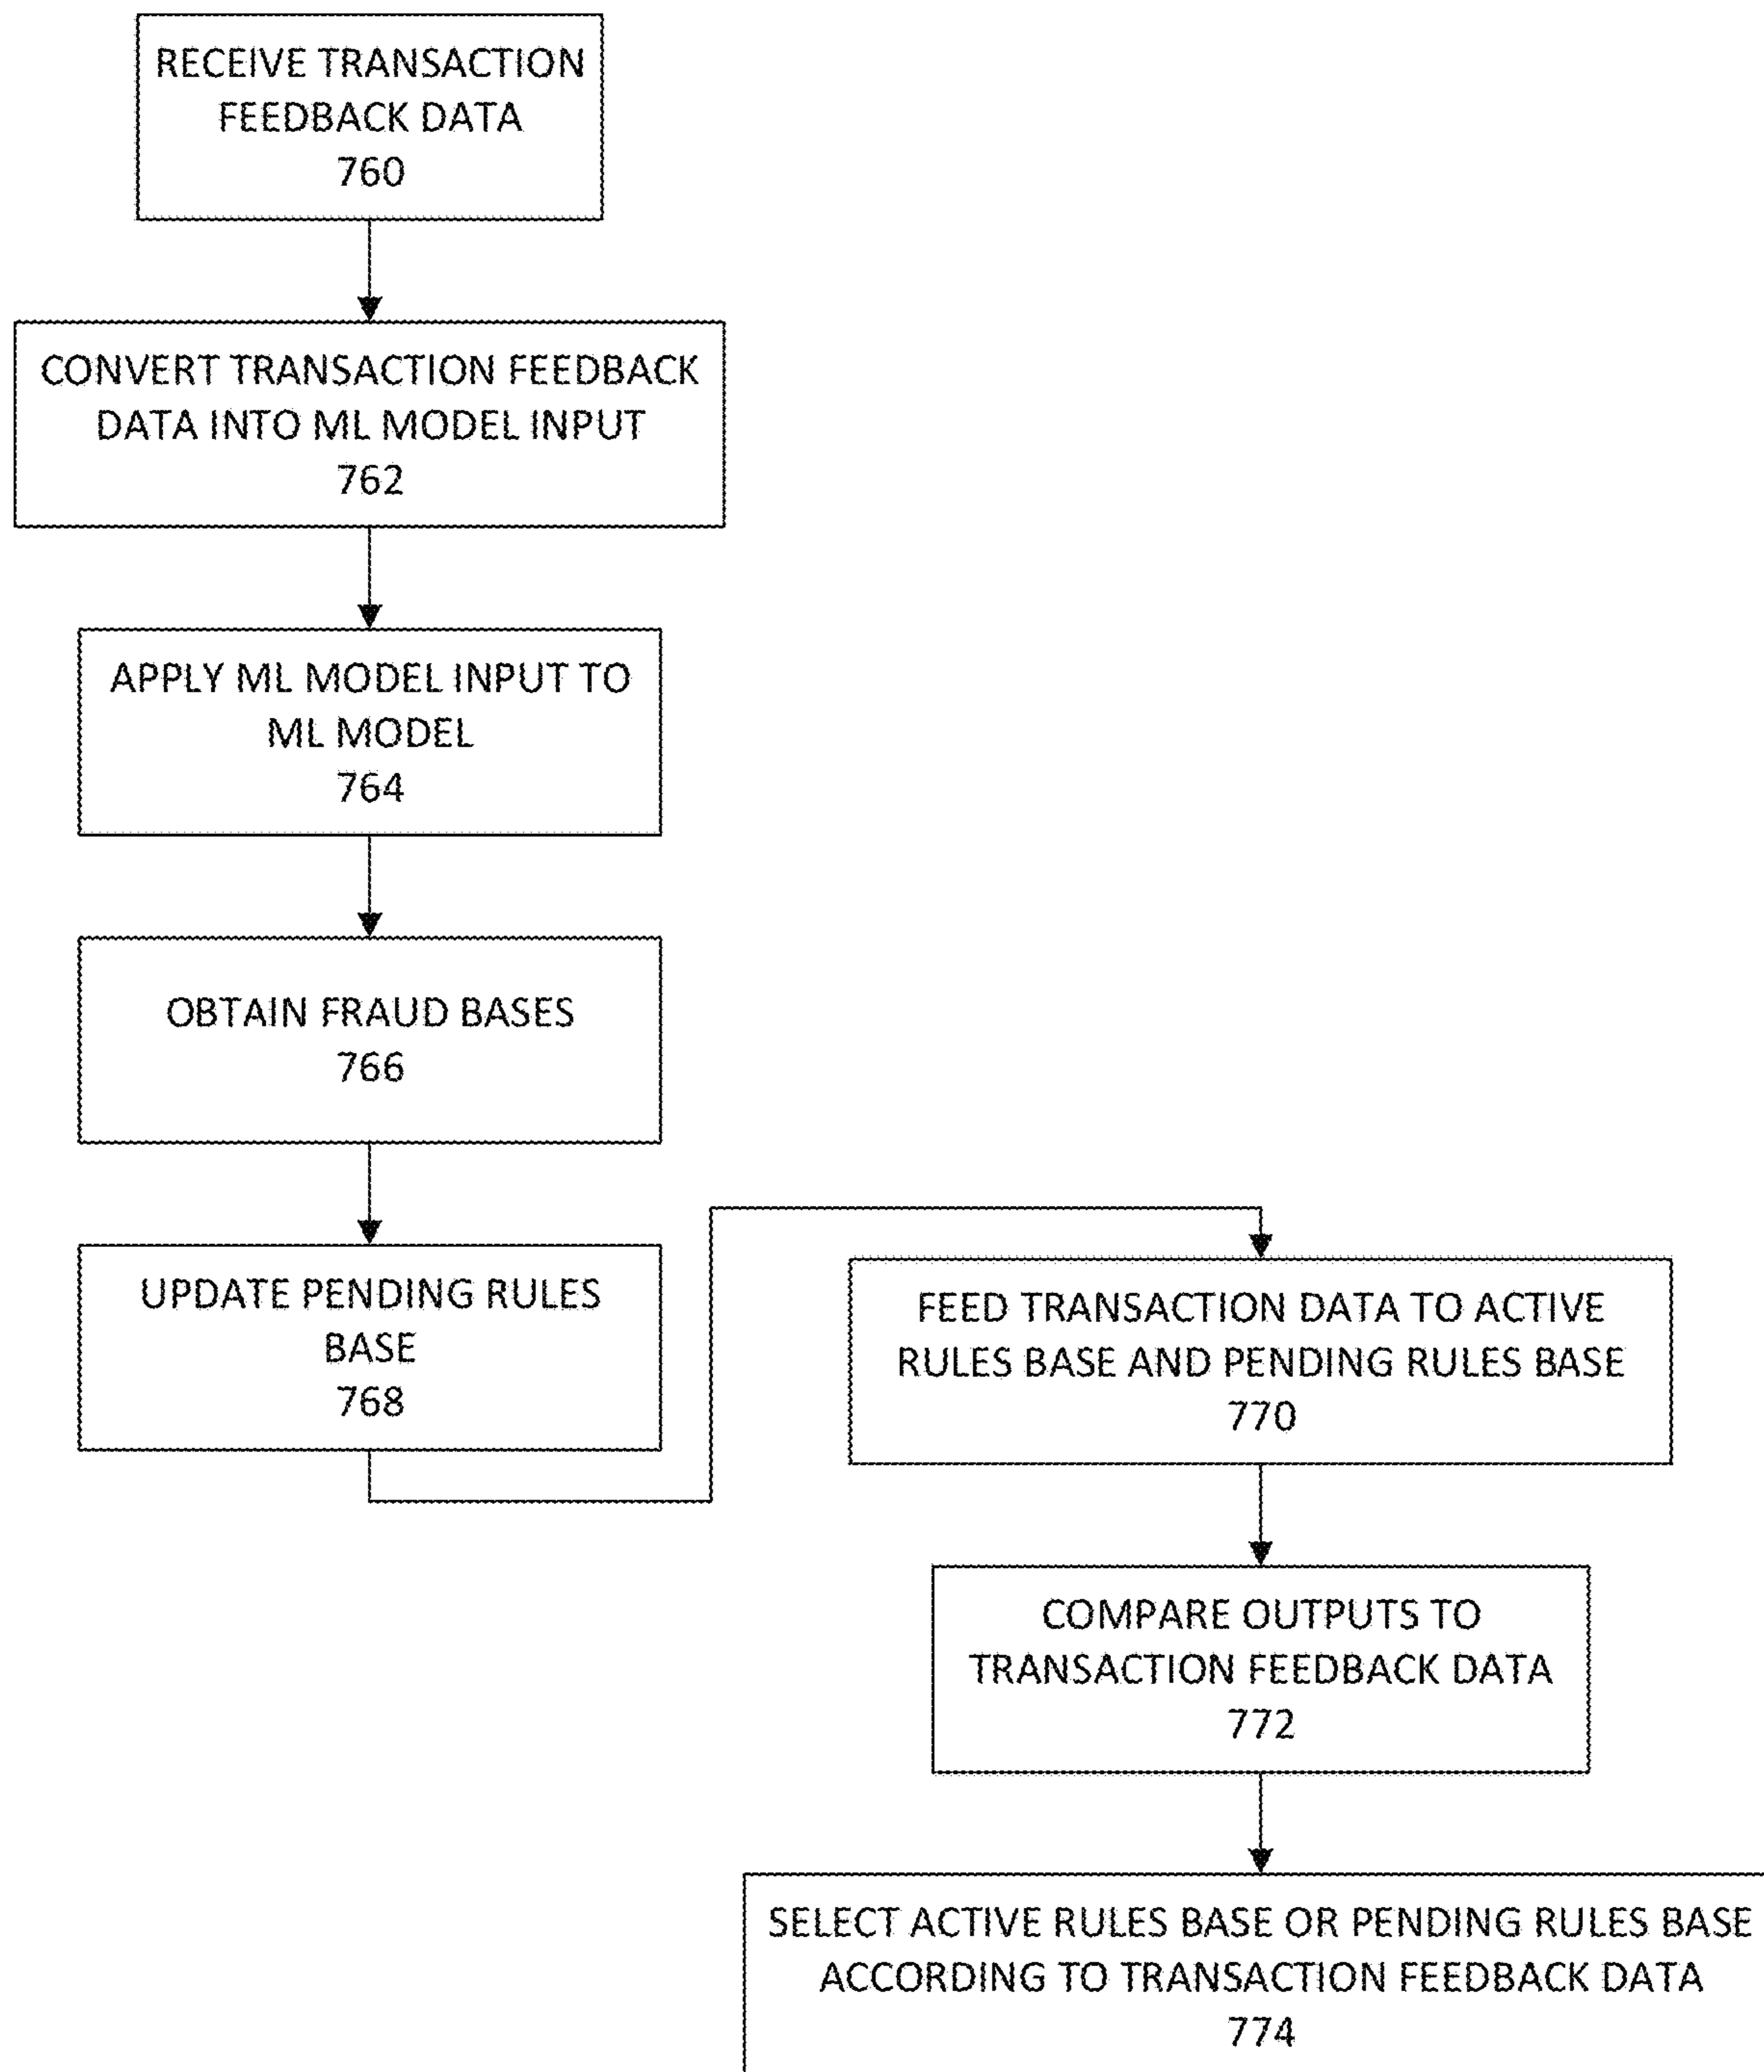 RECEIVE TRANSACTION
FEEDBACK DATA
760
CONVERT TRANSACTION FEEDBACK
DATA INTO ML MODEL INPUT
762
APPLY ML MODEL INPUT TO
ML MODEL
764
OBTAIN FRAUD BASES
766
UPDATE PENDING RULES
BASE
768
FEED TRANSACTION DATA TO ACTIVE
RULES BASE AND PENDING RULES BASE
770
COMPARE OUTPUTS TO
TRANSACTION FEEDBACK DATA
772
SELECT ACTIVE RULES BASE OR PENDING RULES BASE
ACCORDING TO TRANSACTION FEEDBACK DATA
774